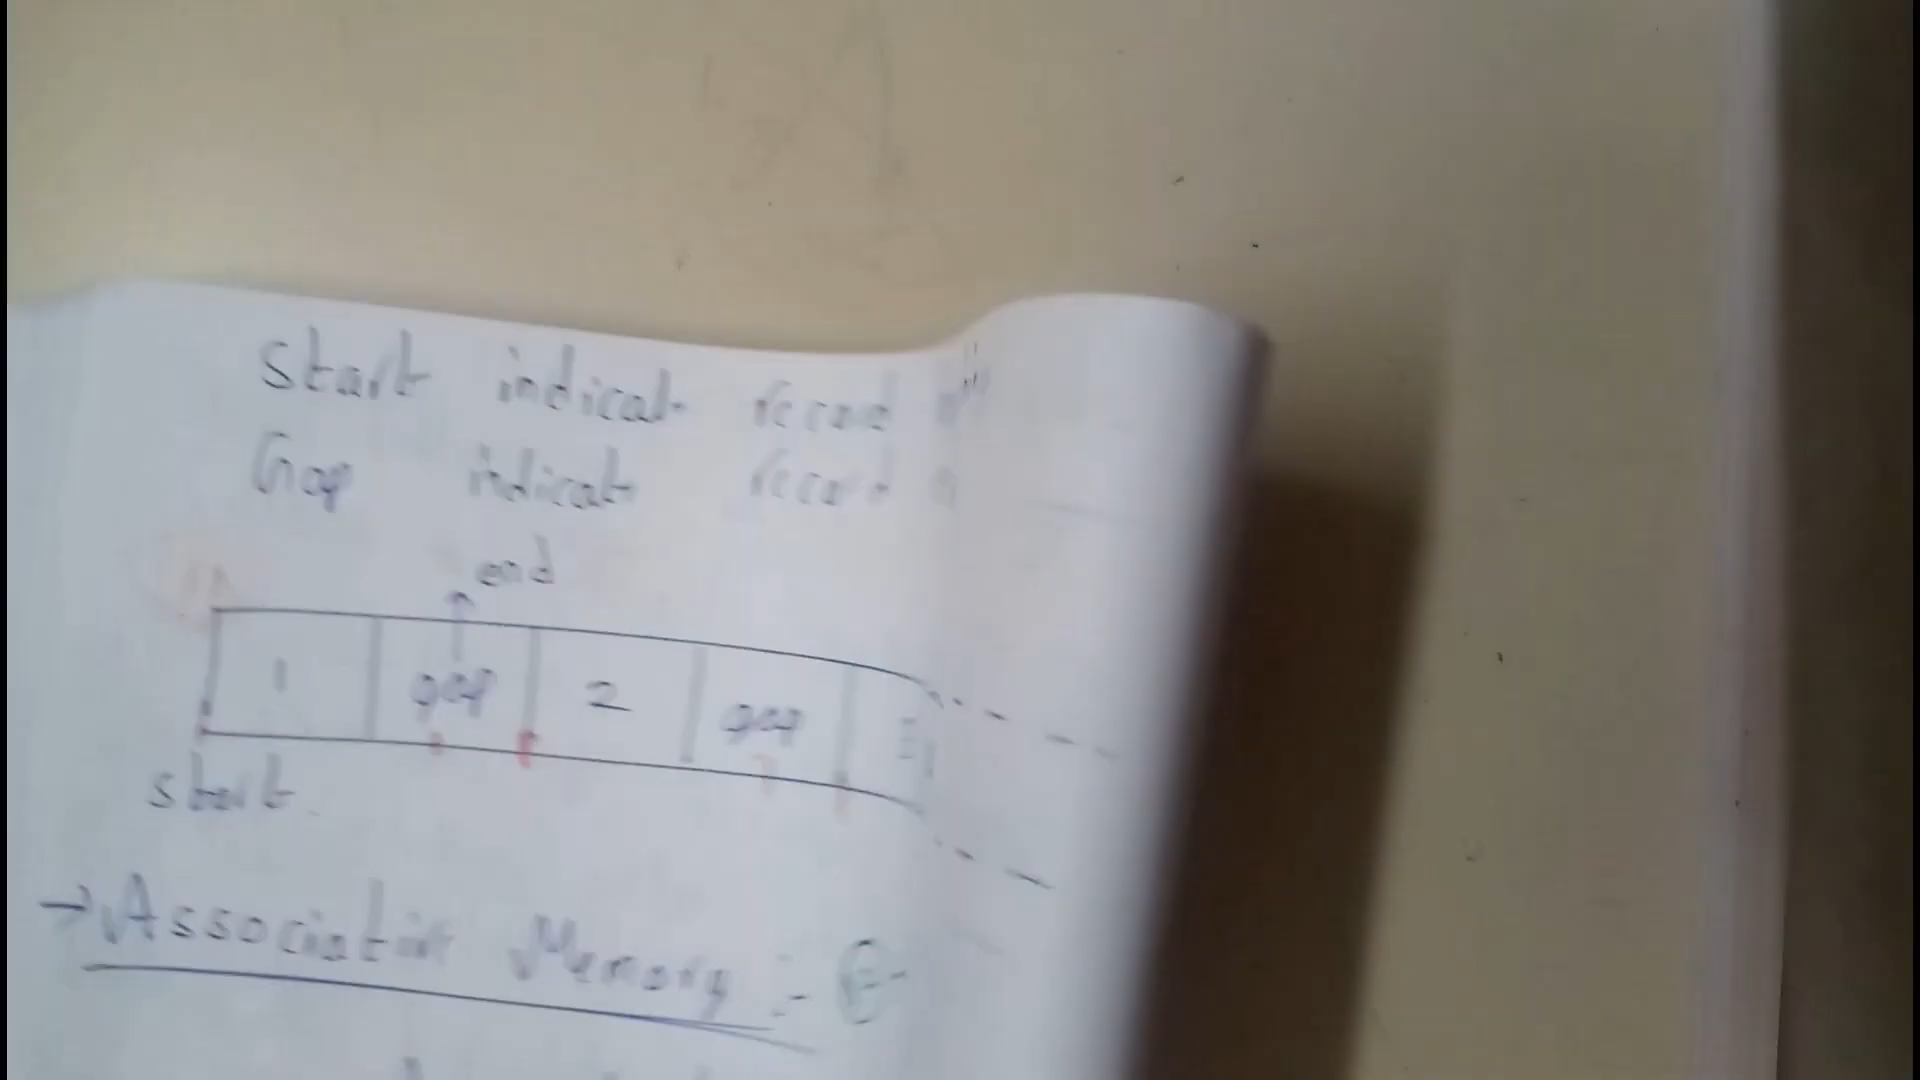 start indicat record
Gap indicat record
end
1 gap 2 gap
start
→ Associative Memory :-